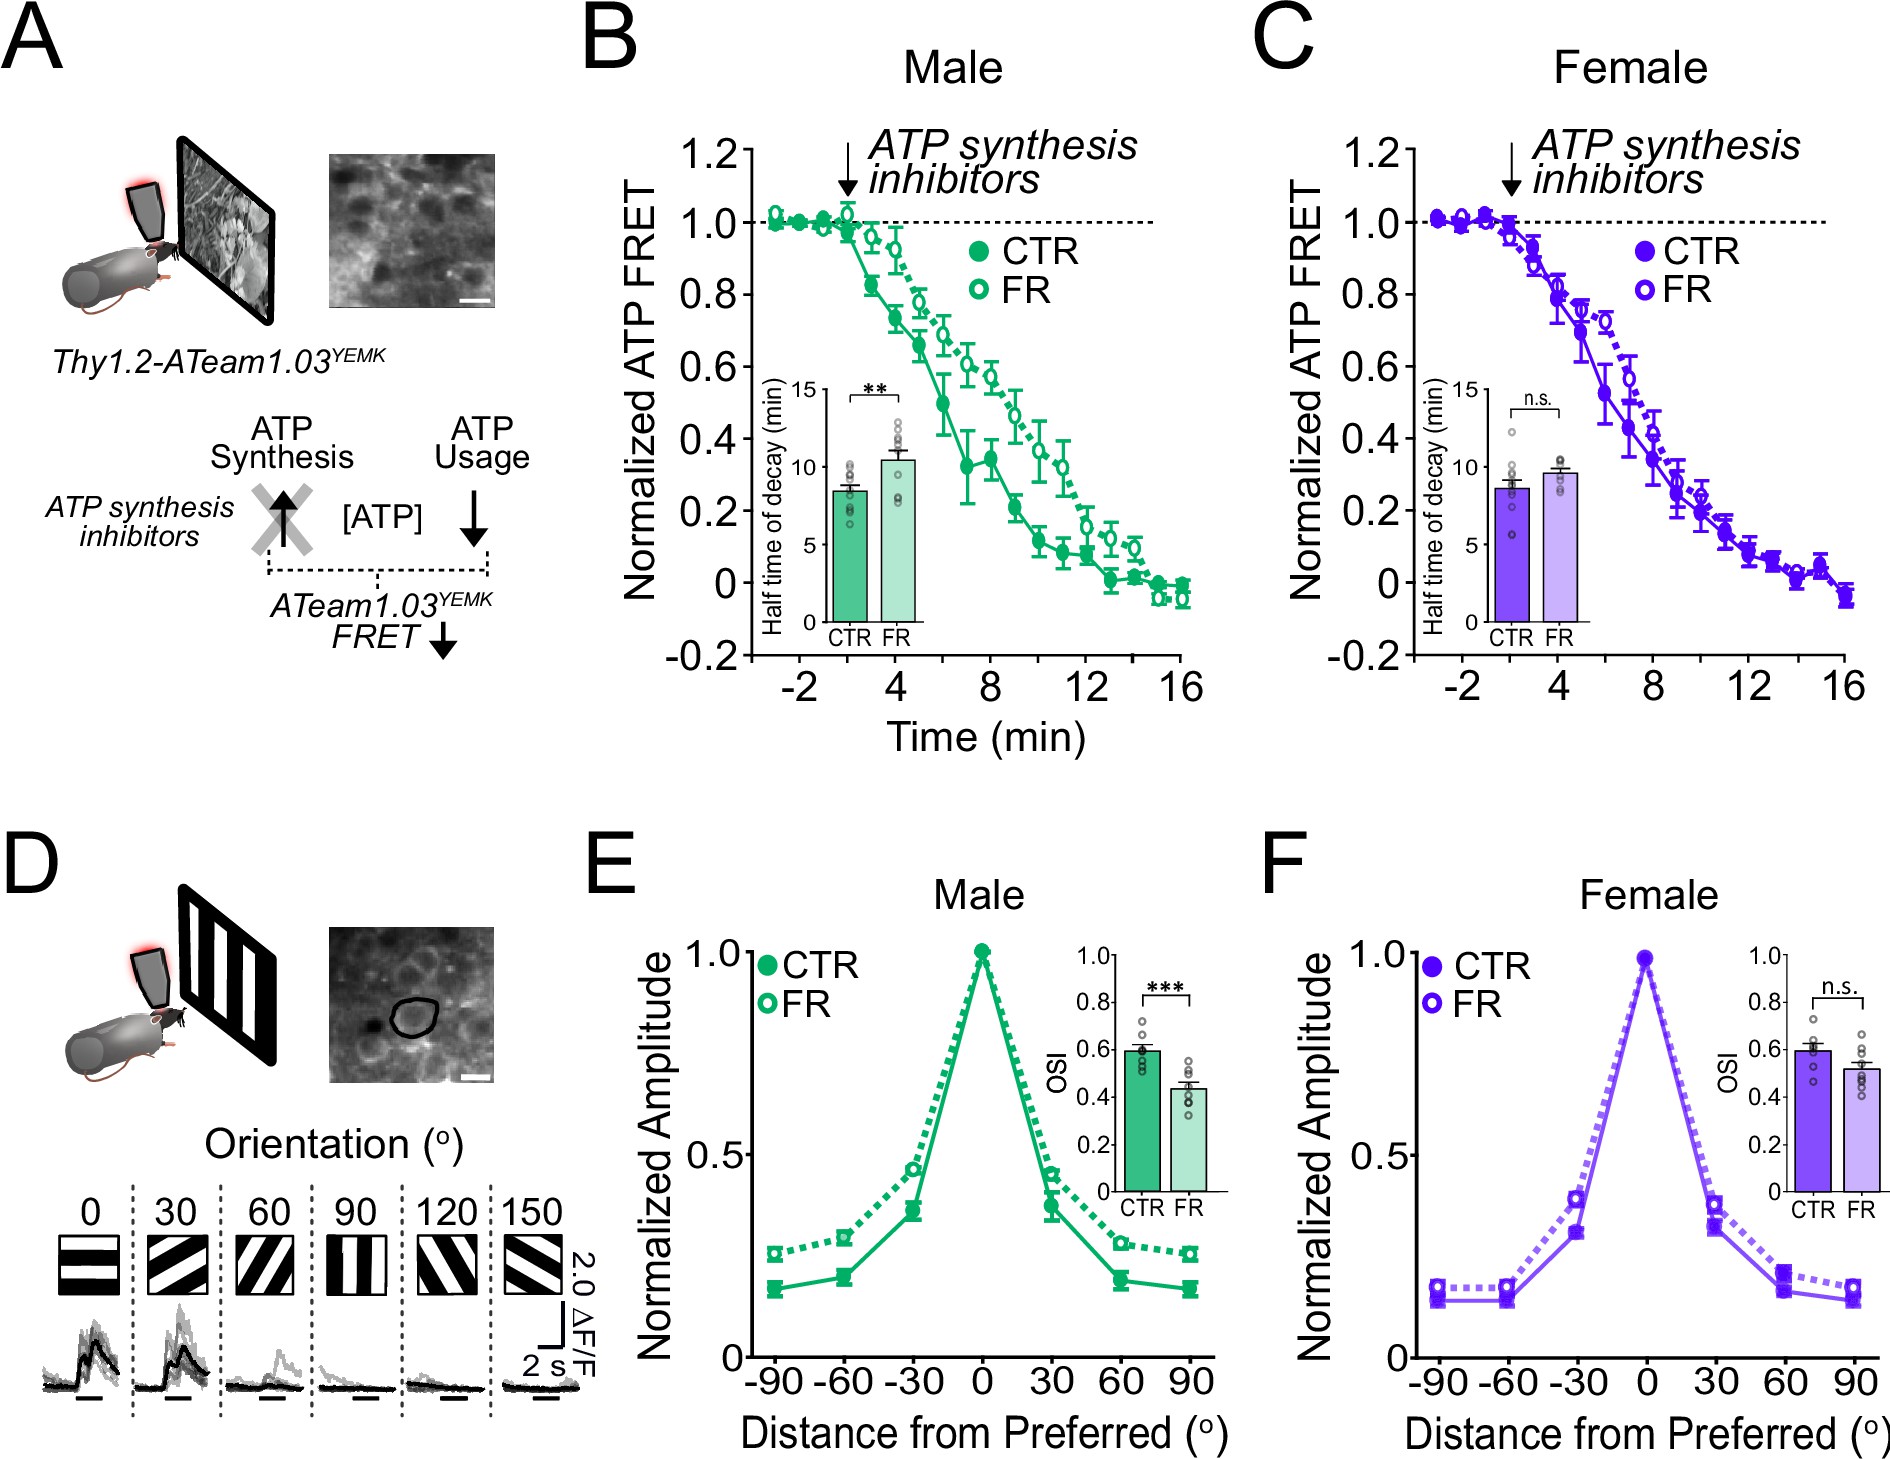 A
Thy1.2-ATeam1.03YEMK
ATP
Synthesis
ATP
Usage
ATP synthesis
inhibitors
[ATP]
ATeam1.03YEMK
FRET
B
Male
Normalized ATP FRET
1.2
1.0
0.8
0.6
0.4
0.2
0
-0.2
ATP synthesis
inhibitors
CTR
FR
Half time of decay (min)
15
10
5
0
**
CTR FR
-2 4 8 12 16
Time (min)
C
Female
Normalized ATP FRET
1.2
1.0
0.8
0.6
0.4
0.2
0
-0.2
ATP synthesis
inhibitors
CTR
FR
Half time of decay (min)
15
10
5
0
n.s.
CTR FR
-2 4 8 12 16
D
Orientation (o)
0 30 60 90 120 150
2.0 ΔF/F
2 s
E
Male
Normalized Amplitude
1.0
0.5
0
CTR
FR
OSI
1.0
0.8
0.6
0.4
0.2
0
***
CTR FR
-90 -60 -30 0 30 60 90
Distance from Preferred (o)
F
Female
Normalized Amplitude
1.0
0.5
0
CTR
FR
OSI
1.0
0.8
0.6
0.4
0.2
0
n.s.
CTR FR
-90 -60 -30 0 30 60 90
Distance from Preferred (o)